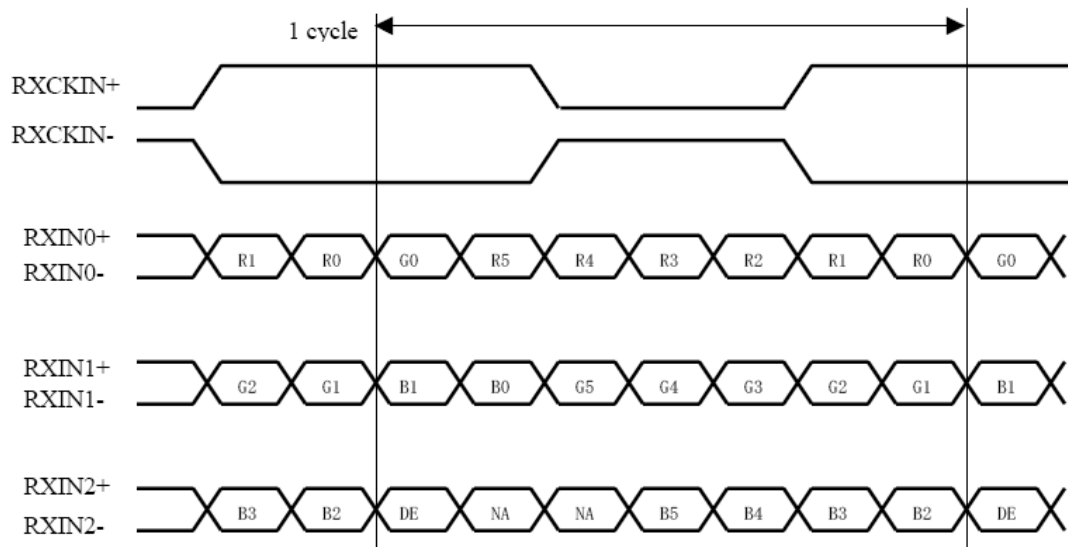 1 cycle
RXCKIN+
RXCKIN-
RXIN0+
RXIN0-
R1 R0 G0 R5 R4 R3 R2 R1 R0 G0
RXIN1+
RXIN1-
G2 G1 B1 B0 G5 G4 G3 G2 G1 B1
RXIN2+
RXIN2-
B3 B2 DE NA NA B5 B4 B3 B2 DE